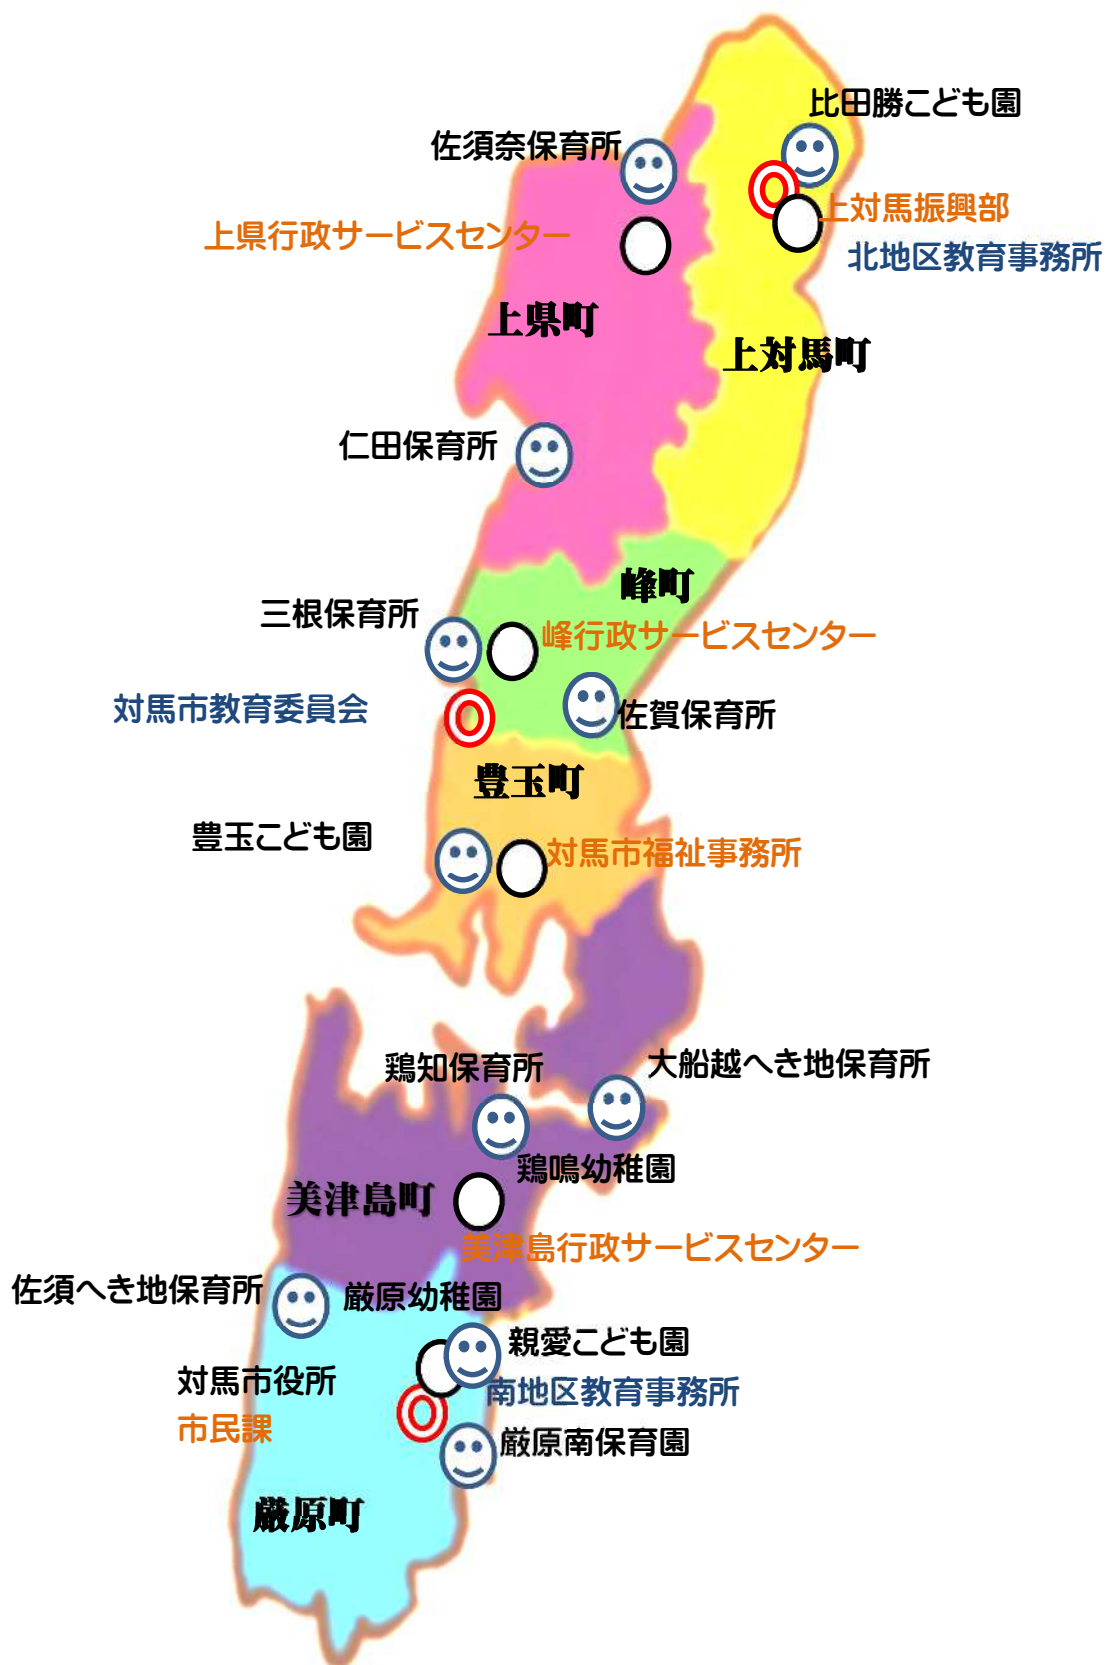 比田勝こども園
佐須奈保育所
上対馬振興部
上県行政サービスセンター
北地区教育事務所
上県町
上対馬町
仁田保育所
峰町
三根保育所
峰行政サービスセンター
対馬市教育委員会
佐賀保育所
豊玉町
豊玉こども園
対馬市福祉事務所
鶏知保育所
大船越へき地保育所
鶏鳴幼稚園
美津島町
美津島行政サービスセンター
佐須へき地保育所
厳原幼稚園
親愛こども園
対馬市役所
南地区教育事務所
市民課
厳原南保育園
厳原町